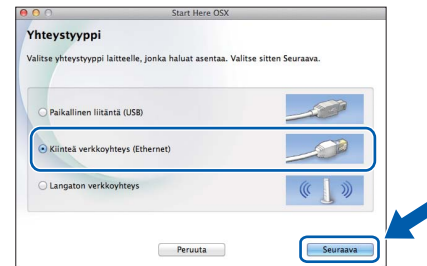 Start Here OSX
Yhteystyyppi
Valitse yhteystyyppi laitteelle, jonka haluat asentaa. Valitse sitten Seuraava.
Paikallinen liitäntä (USB)
Kiinteä verkkoyhteys (Ethernet)
Langaton verkkoyhteys
Peruuta
Seuraava